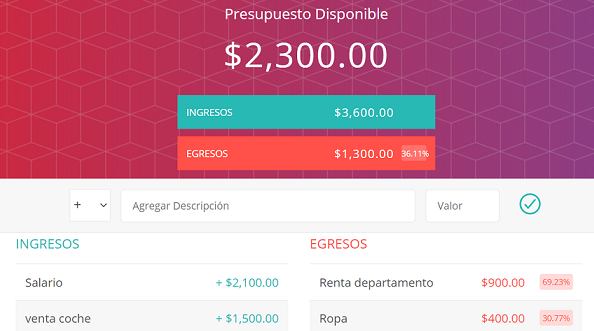 Presupuesto Disponible
$2,300.00
INGRESOS $3,600.00
EGRESOS $1,300.00 36.11%
+ Agregar Descripción Valor
INGRESOS EGRESOS
Salario + $2,100.00 Renta departamento $900.00 69.23%
venta coche + $1,500.00 Ropa $400.00 30.77%